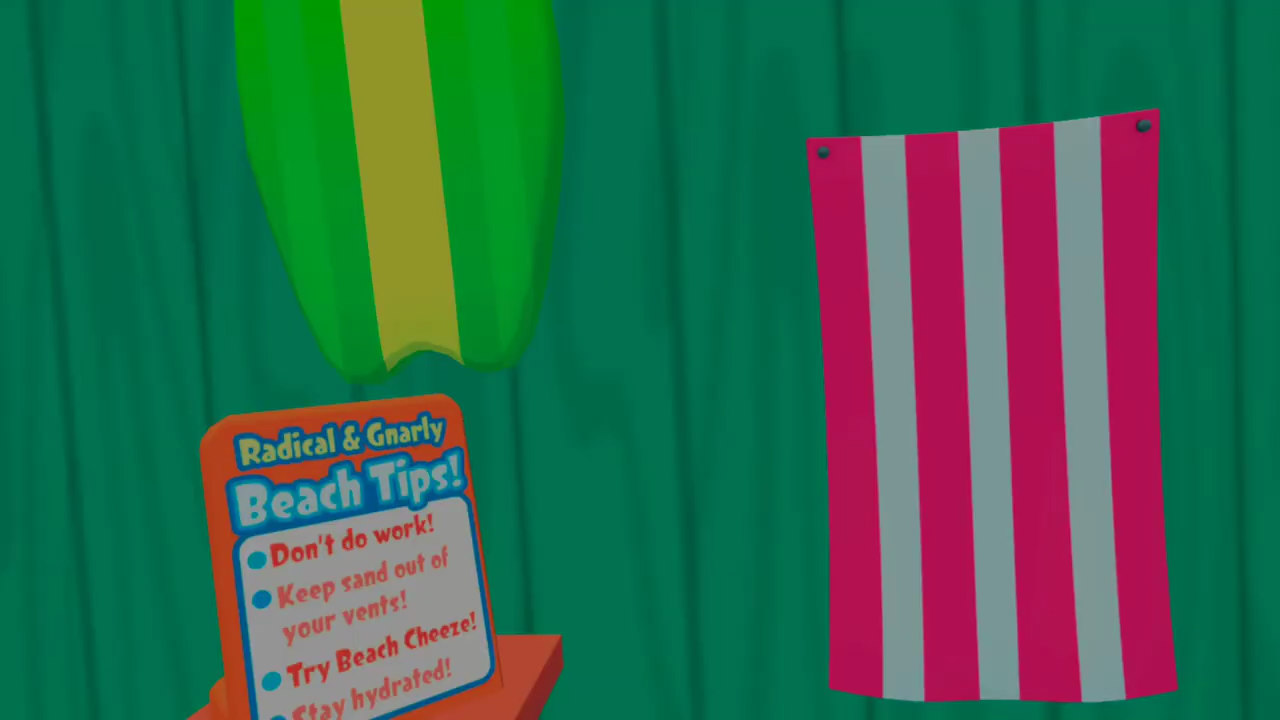 Radical & Gnarly
Beach Tips!
Don't do work!
Keep sand out of
your vents!
Try Beach Cheeze!
Stay hydrated!